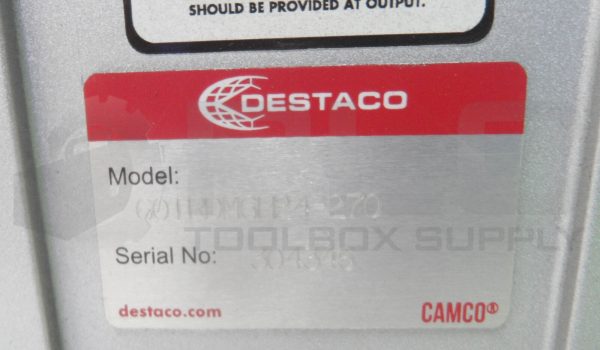 SHOULD BE PROVIDED AT OUTPUT.
DESTACO
Model:
Serial No:
TOOLBOX SUPPLY
destaco.com
CAMCO®